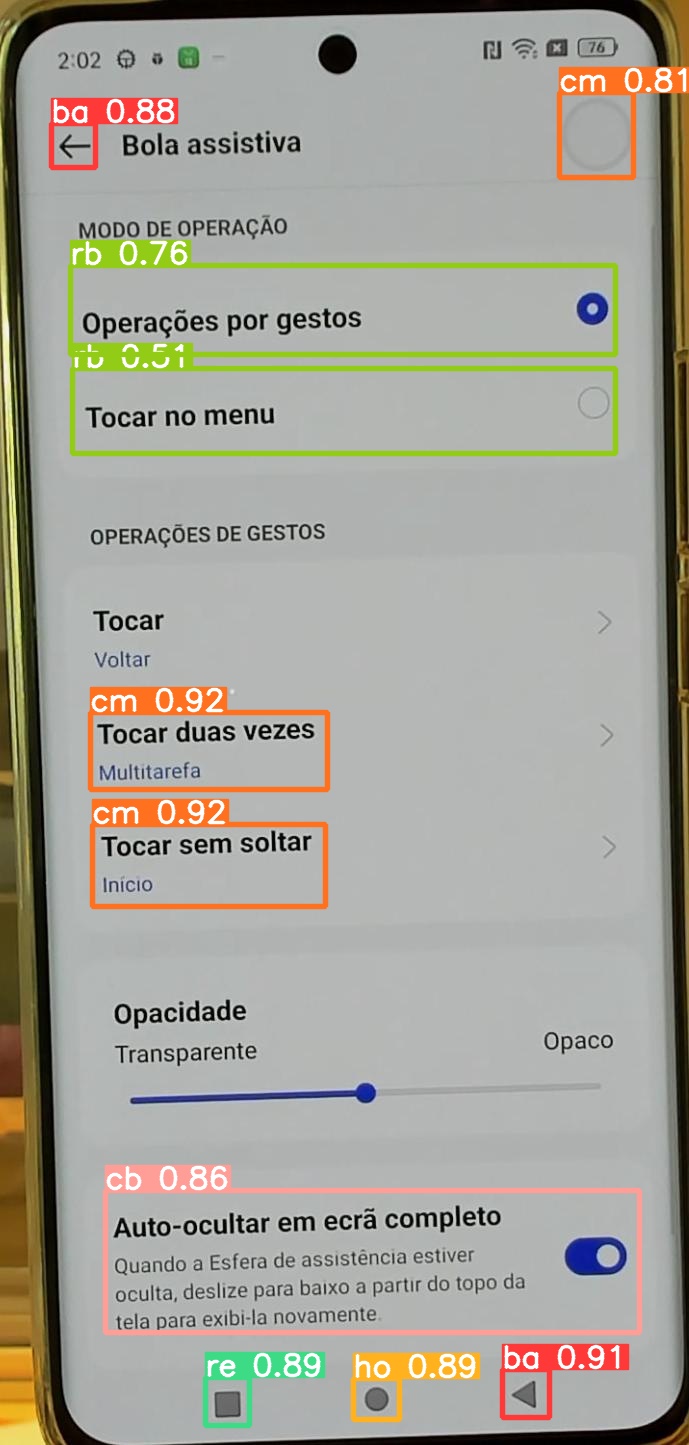 2:02
76
cm 0.81
ba 0.88
Bola assistiva
MODO DE OPERAÇÃO
rb 0.76
Operações por gestos
rb 0.51
Tocar no menu
OPERAÇÕES DE GESTOS
Tocar
Voltar
cm 0.92
Tocar duas vezes
Multitarefa
cm 0.92
Tocar sem soltar
Início
Opacidade
Transparente
Opaco
cb 0.86
Auto-ocultar em ecrã completo
Quando a Esfera de assistência estiver
oculta, deslize para baixo a partir do topo da
tela para exibi-la novamente.
re 0.89
ho 0.89
ba 0.91